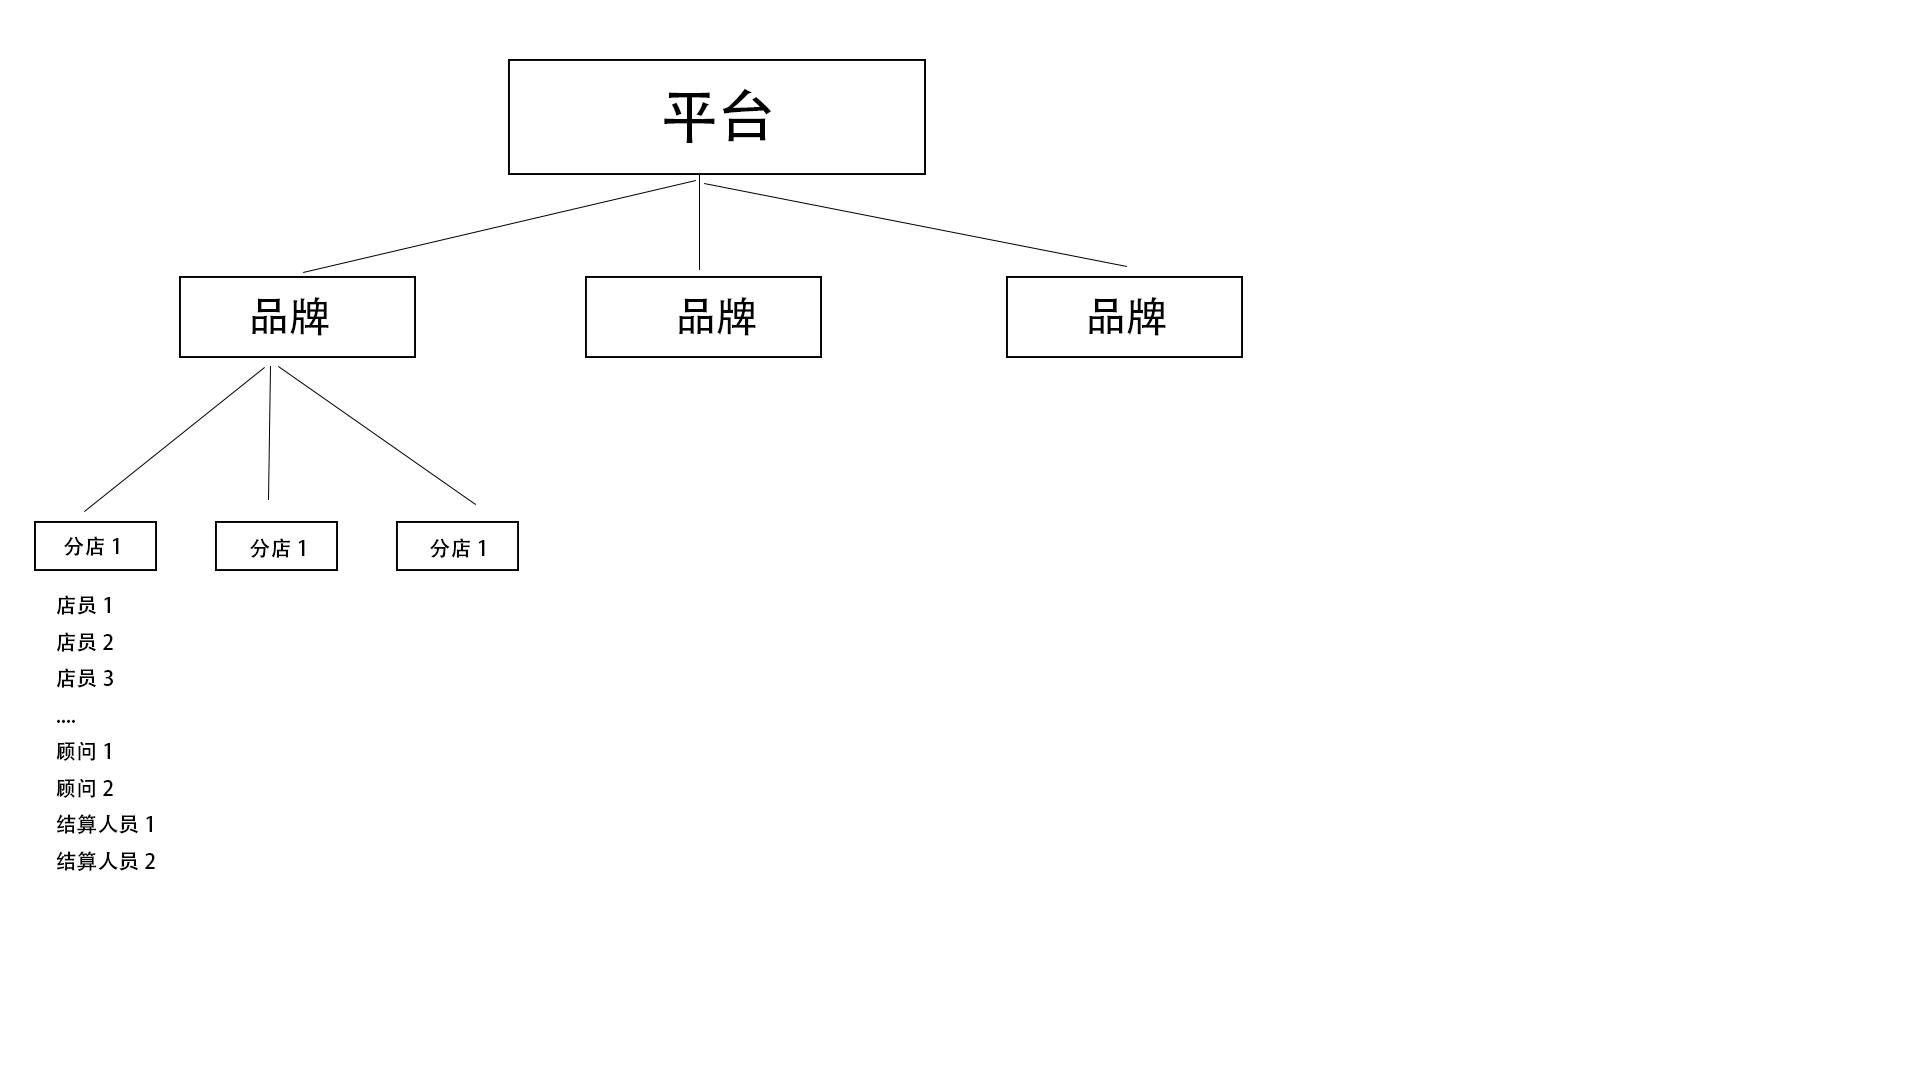 平台
品牌
品牌
品牌
分店 1
分店 1
分店 1
店员 1
店员 2
店员 3
....
顾问 1
顾问 2
结算人员 1
结算人员 2